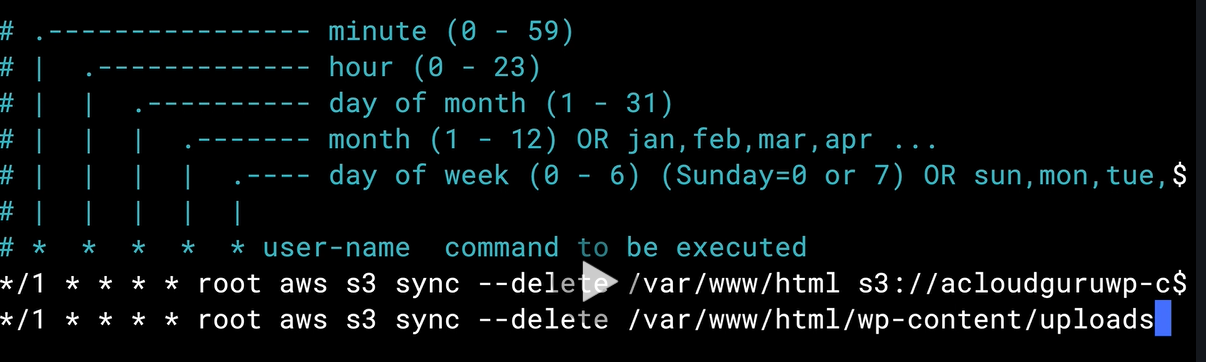 # .---------------- minute (0 - 59)
# |  .------------- hour (0 - 23)
# |  |  .---------- day of month (1 - 31)
# |  |  |  .------- month (1 - 12) OR jan,feb,mar,apr ...
# |  |  |  |  .---- day of week (0 - 6) (Sunday=0 or 7) OR sun,mon,tue,$
# |  |  |  |  |
# *  *  *  *  * user-name  command to be executed
*/1 * * * * root aws s3 sync --delete /var/www/html s3://acloudguruwp-c$
*/1 * * * * root aws s3 sync --delete /var/www/html/wp-content/uploads